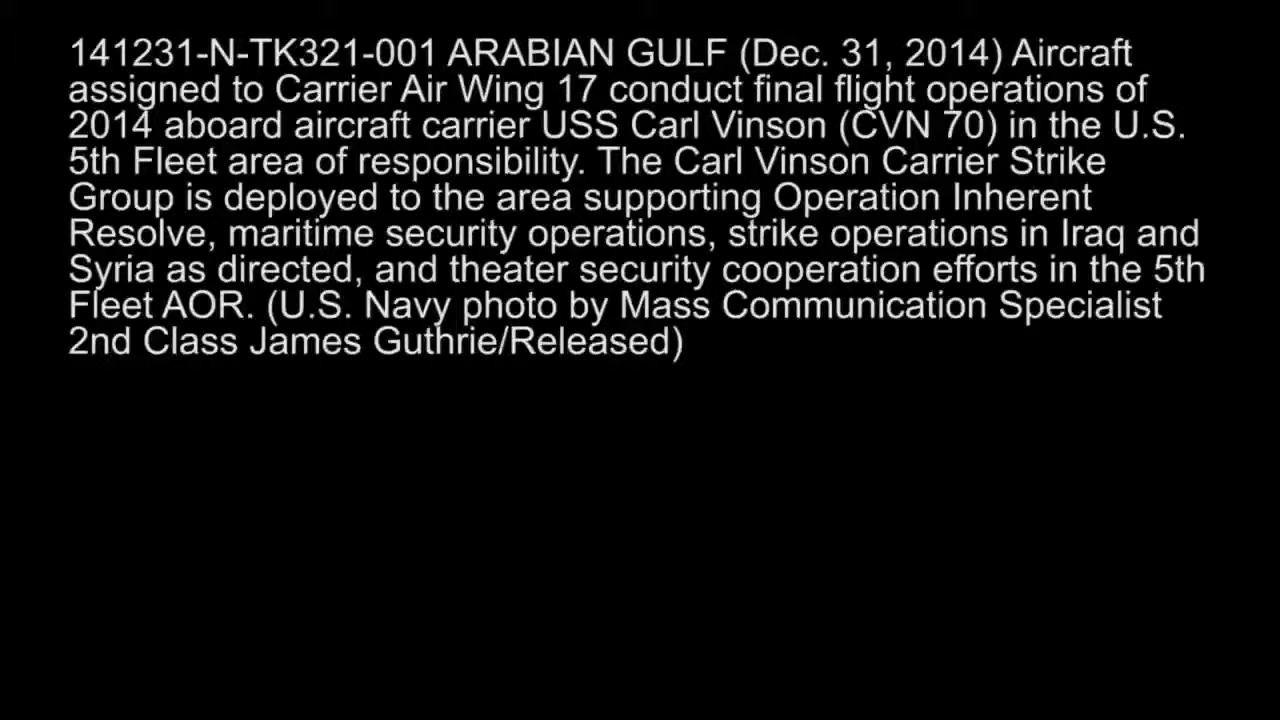 141231-N-TK321-001 ARABIAN GULF (Dec. 31, 2014) Aircraft
assigned to Carrier Air Wing 17 conduct final flight operations of
2014 aboard aircraft carrier USS Carl Vinson (CVN 70) in the U.S.
5th Fleet area of responsibility. The Carl Vinson Carrier Strike
Group is deployed to the area supporting Operation Inherent
Resolve, maritime security operations, strike operations in Iraq and
Syria as directed, and theater security cooperation efforts in the 5th
Fleet AOR. (U.S. Navy photo by Mass Communication Specialist
2nd Class James Guthrie/Released)